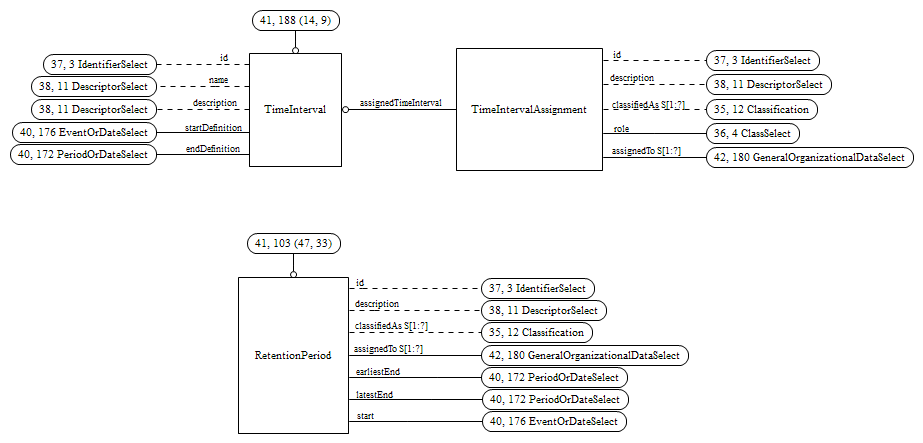 41, 188 (14, 9)
37, 3 IdentifierSelect
id
38, 11 DescriptorSelect
name
38, 11 DescriptorSelect
description
40, 176 EventOrDateSelect
startDefinition
40, 172 PeriodOrDateSelect
endDefinition
TimeInterval
assignedTimeInterval
TimeIntervalAssignment
id
37, 3 IdentifierSelect
description
38, 11 DescriptorSelect
classifiedAs S[1:?]
35, 12 Classification
role
36, 4 ClassSelect
assignedTo S[1:?]
42, 180 GeneralOrganizationalDataSelect
41, 103 (47, 33)
RetentionPeriod
id
37, 3 IdentifierSelect
description
38, 11 DescriptorSelect
classifiedAs S[1:?]
35, 12 Classification
assignedTo S[1:?]
42, 180 GeneralOrganizationalDataSelect
earliestEnd
40, 172 PeriodOrDateSelect
latestEnd
40, 172 PeriodOrDateSelect
start
40, 176 EventOrDateSelect